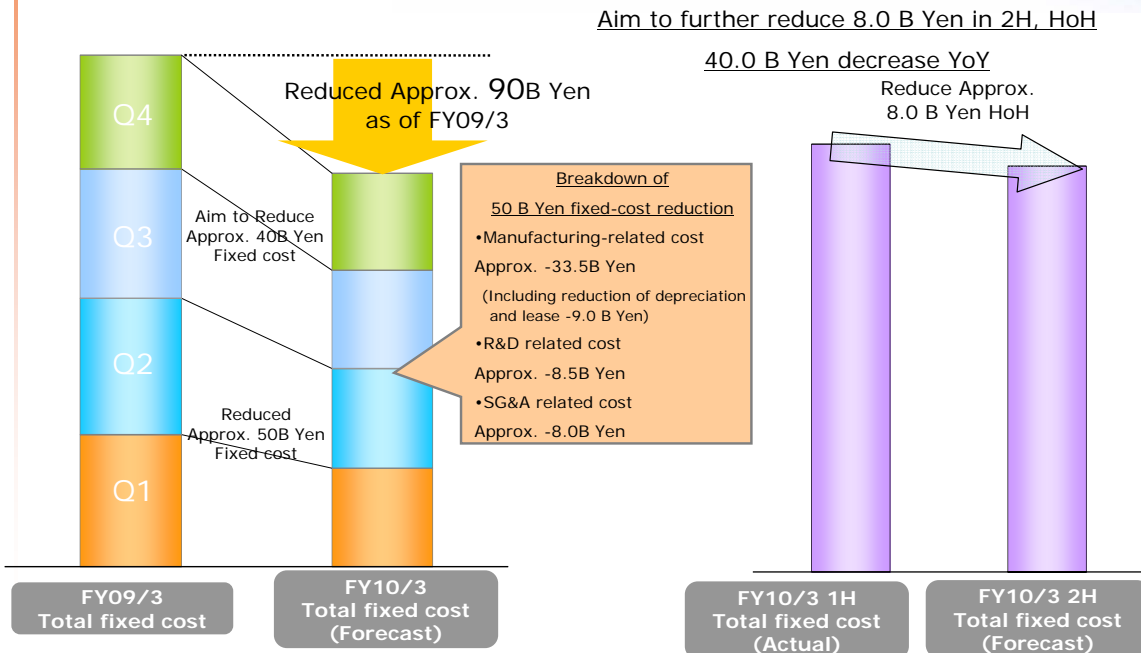 Aim to further reduce 8.0 B Yen in 2H, HoH
40.0 B Yen decrease YoY
Reduced Approx. 90B Yen
as of FY09/3
Reduce Approx.
8.0 B Yen HoH
Q4
Q3
Q2
Q1
Aim to Reduce
Approx. 40B Yen
Fixed cost
Reduced
Approx. 50B Yen
Fixed cost
Breakdown of
50 B Yen fixed-cost reduction
•Manufacturing-related cost
Approx. -33.5B Yen
(Including reduction of depreciation
and lease -9.0 B Yen)
•R&D related cost
Approx. -8.5B Yen
•SG&A related cost
Approx. -8.0B Yen
FY09/3
Total fixed cost
FY10/3
Total fixed cost
(Forecast)
FY10/3 1H
Total fixed cost
(Actual)
FY10/3 2H
Total fixed cost
(Forecast)